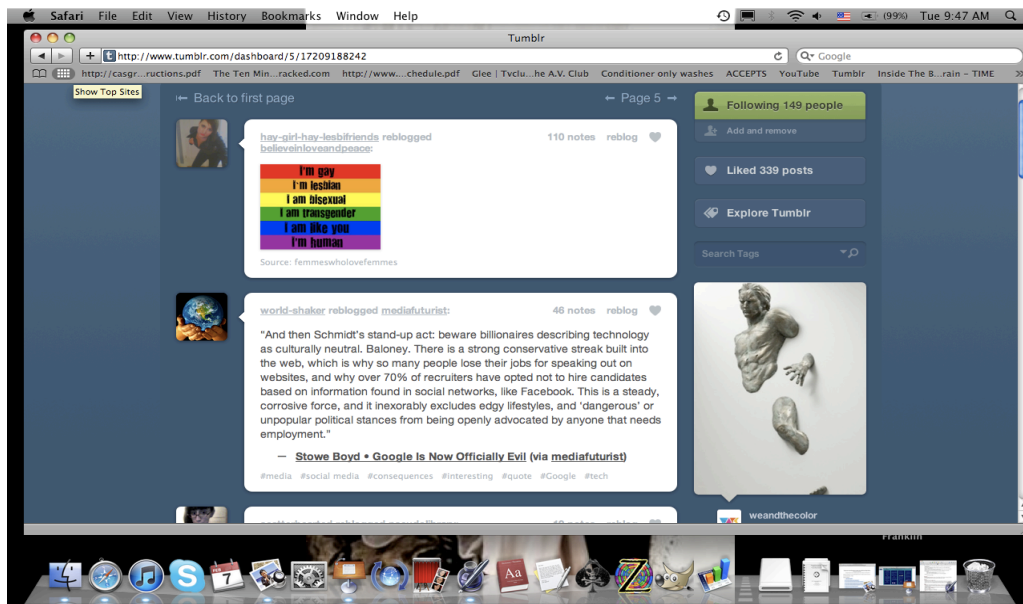 Safari File Edit View History Bookmarks Window Help (99%) Tue 9:47 AM
Tumblr
http://www.tumblr.com/dashboard/5/17209188242 Google
http://casgr...ructions.pdf The Ten Min...racked.com http://www....chedule.pdf Glee | Tvclu...he A.V. Club Conditioner only washes ACCEPTS YouTube Tumblr Inside The B...rain – TIME
Show Top Sites
Back to first page ← Page 5 →
hay-girl-hay-lesbifriends reblogged 110 notes reblog
believeinloveandpeace:
I'm gay
I'm lesbian
I am bisexual
I am transgender
I am like you
I'm human
Source: femmeswholovefemmes
world-shaker reblogged mediafuturist: 46 notes reblog
"And then Schmidt's stand-up act: beware billionaires describing technology
as culturally neutral. Baloney. There is a strong conservative streak built into
the web, which is why so many people lose their jobs for speaking out on
websites, and why over 70% of recruiters have opted not to hire candidates
based on information found in social networks, like Facebook. This is a steady,
corrosive force, and it inexorably excludes edgy lifestyles, and 'dangerous' or
unpopular political stances from being openly advocated by anyone that needs
employment."
— Stowe Boyd • Google Is Now Officially Evil (via mediafuturist)
#media #social media #consequences #interesting #quote #Google #tech
Following 149 people
Add and remove
Liked 339 posts
Explore Tumblr
Search Tags
weandthecolor
Franklin
FEB
7
Aa